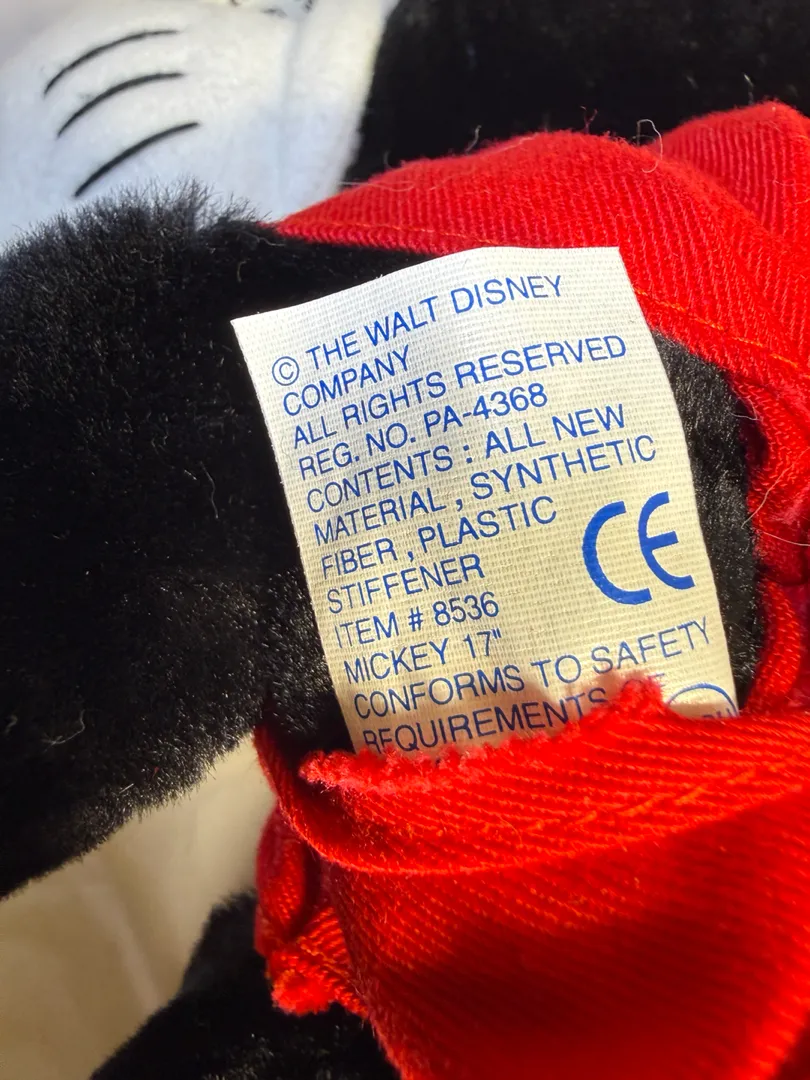 © THE WALT DISNEY
COMPANY
ALL RIGHTS RESERVED
REG. NO. PA-4368
CONTENTS : ALL NEW
MATERIAL , SYNTHETIC
FIBER , PLASTIC
STIFFENER
CE
ITEM # 8536
MICKEY 17"
CONFORMS TO SAFETY
REQUIREMENTS OF